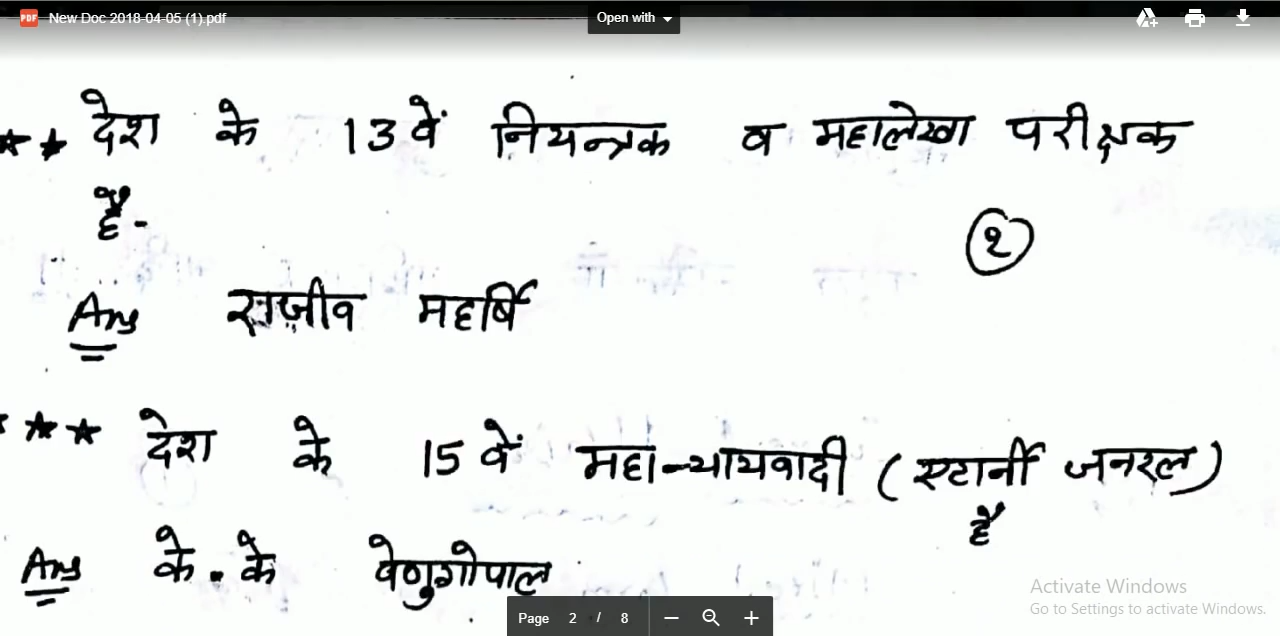 New Doc 2018-04-05 (1).pdf
Open with
देश के 13वें नियन्त्रक व महालेखा परीक्षक
है-
२
Ans राजीव महर्षि
देश के 15वें महान्यायवादी (एटार्नी जनरल)
है
Ans के.के वेणुगोपाल
Activate Windows
Go to Settings to activate Windows.
Page 2 / 8